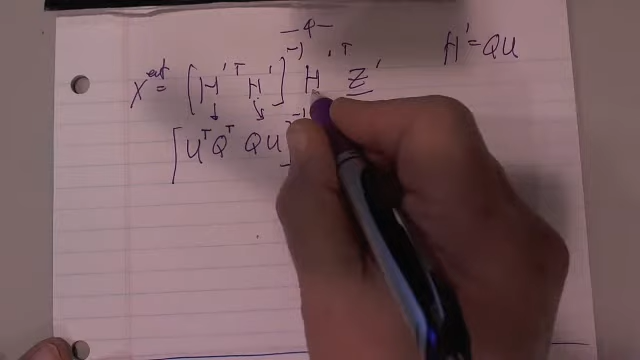 — Q —
H' = QU
X^est = [H'^T H']^-1 H'^T Z'
[U^T Q^T QU]^-1